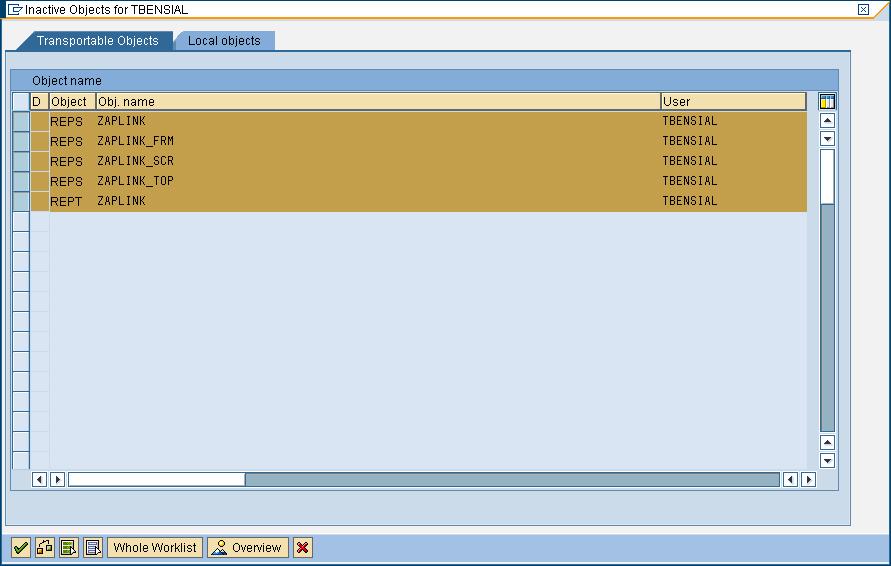 Inactive Objects for TBENSIAL
Transportable Objects Local objects
Object name
D Object Obj. name User
REPS ZAPLINK TBENSIAL
REPS ZAPLINK_FRM TBENSIAL
REPS ZAPLINK_SCR TBENSIAL
REPS ZAPLINK_TOP TBENSIAL
REPT ZAPLINK TBENSIAL
Whole Worklist Overview